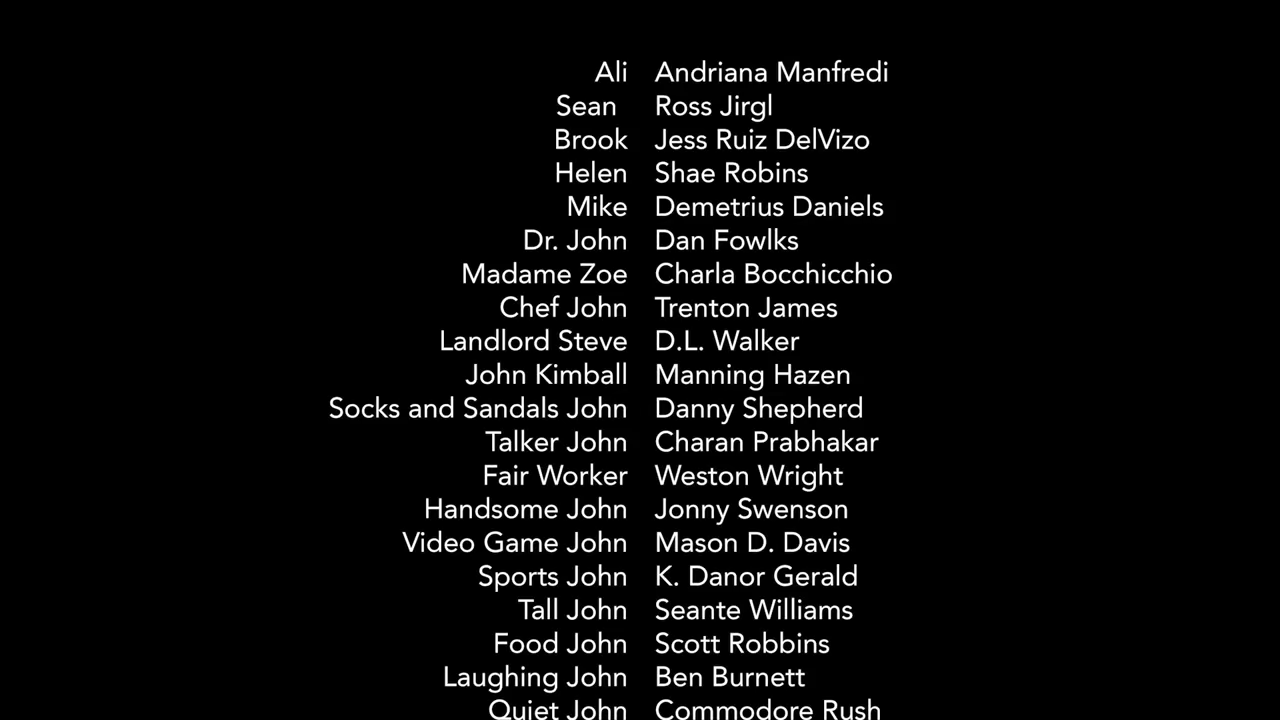 Ali Andriana Manfredi
Sean Ross Jirgl
Brook Jess Ruiz DelVizo
Helen Shae Robins
Mike Demetrius Daniels
Dr. John Dan Fowlks
Madame Zoe Charla Bocchicchio
Chef John Trenton James
Landlord Steve D.L. Walker
John Kimball Manning Hazen
Socks and Sandals John Danny Shepherd
Talker John Charan Prabhakar
Fair Worker Weston Wright
Handsome John Jonny Swenson
Video Game John Mason D. Davis
Sports John K. Danor Gerald
Tall John Seante Williams
Food John Scott Robbins
Laughing John Ben Burnett
Quiet John Commodore Rush